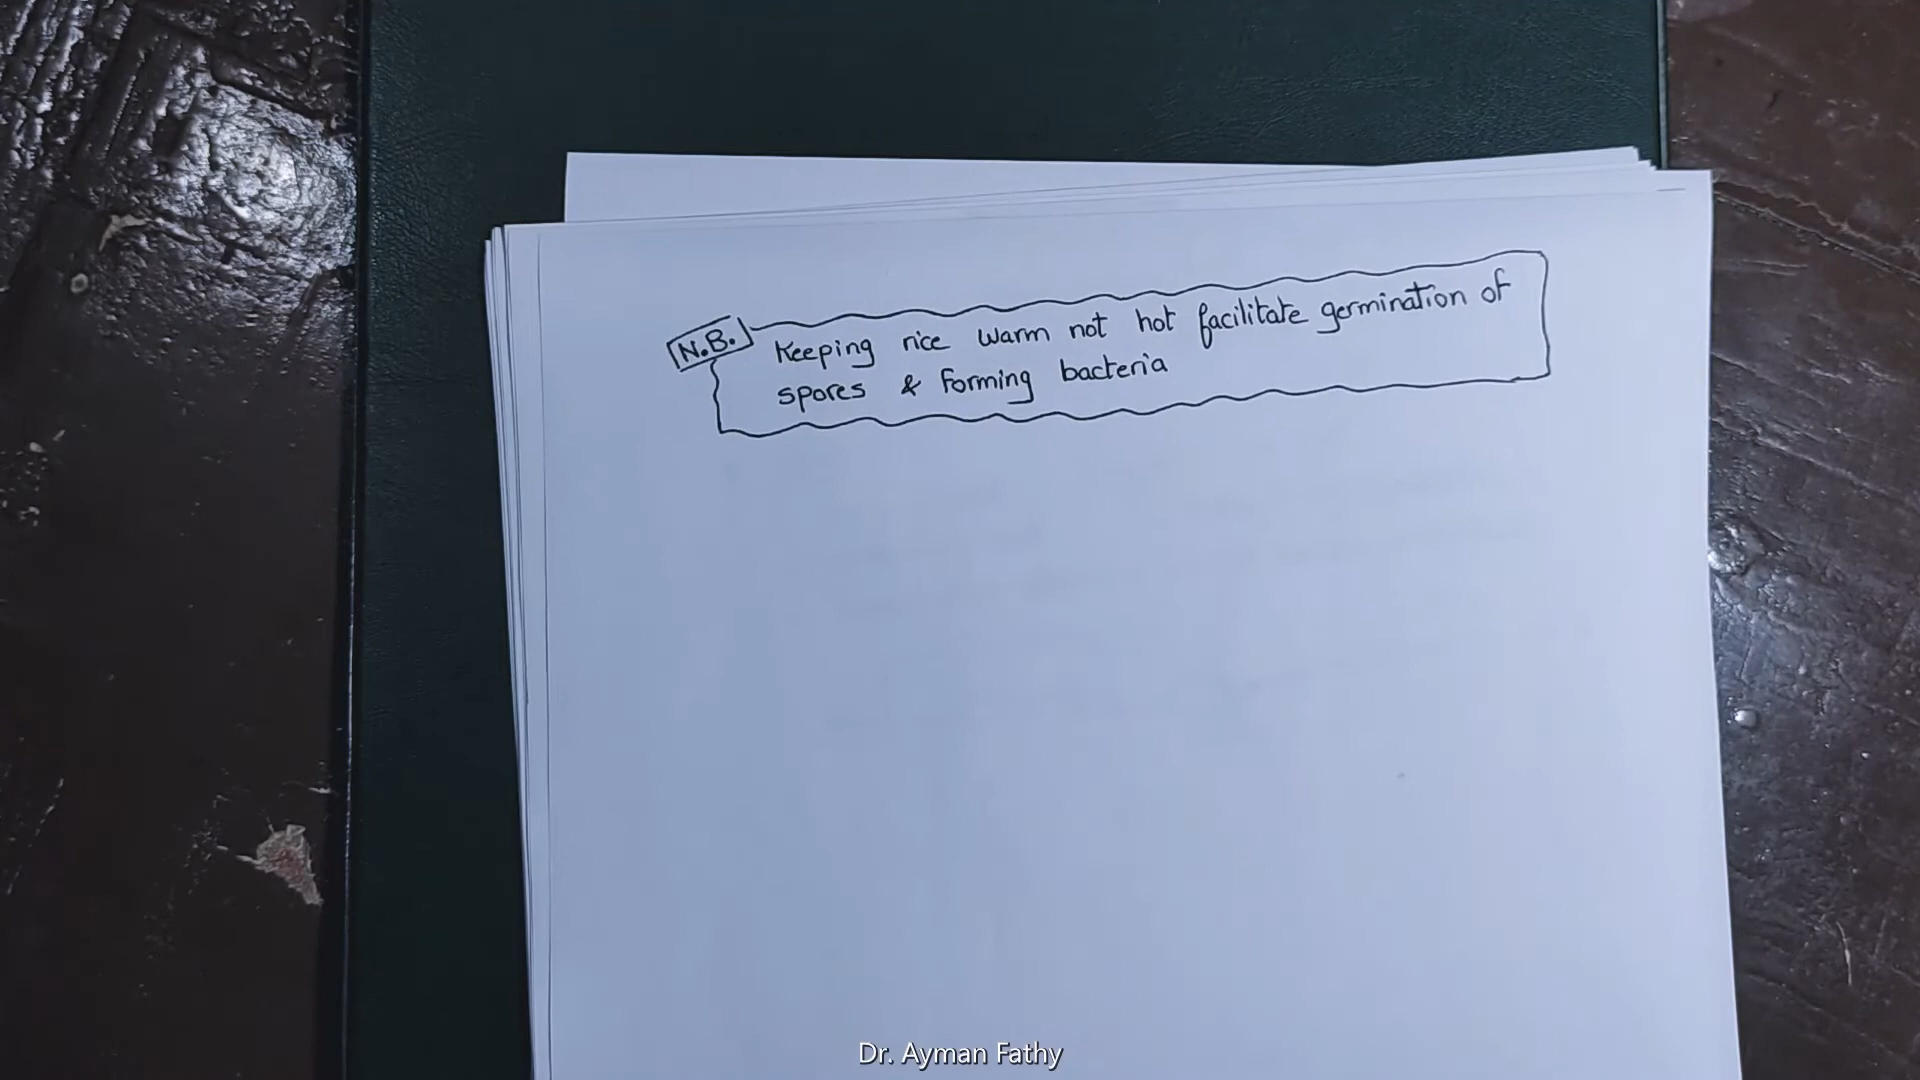 N.B.
Keeping rice warm not hot facilitate germination of
spores & forming bacteria
Dr. Ayman Fathy